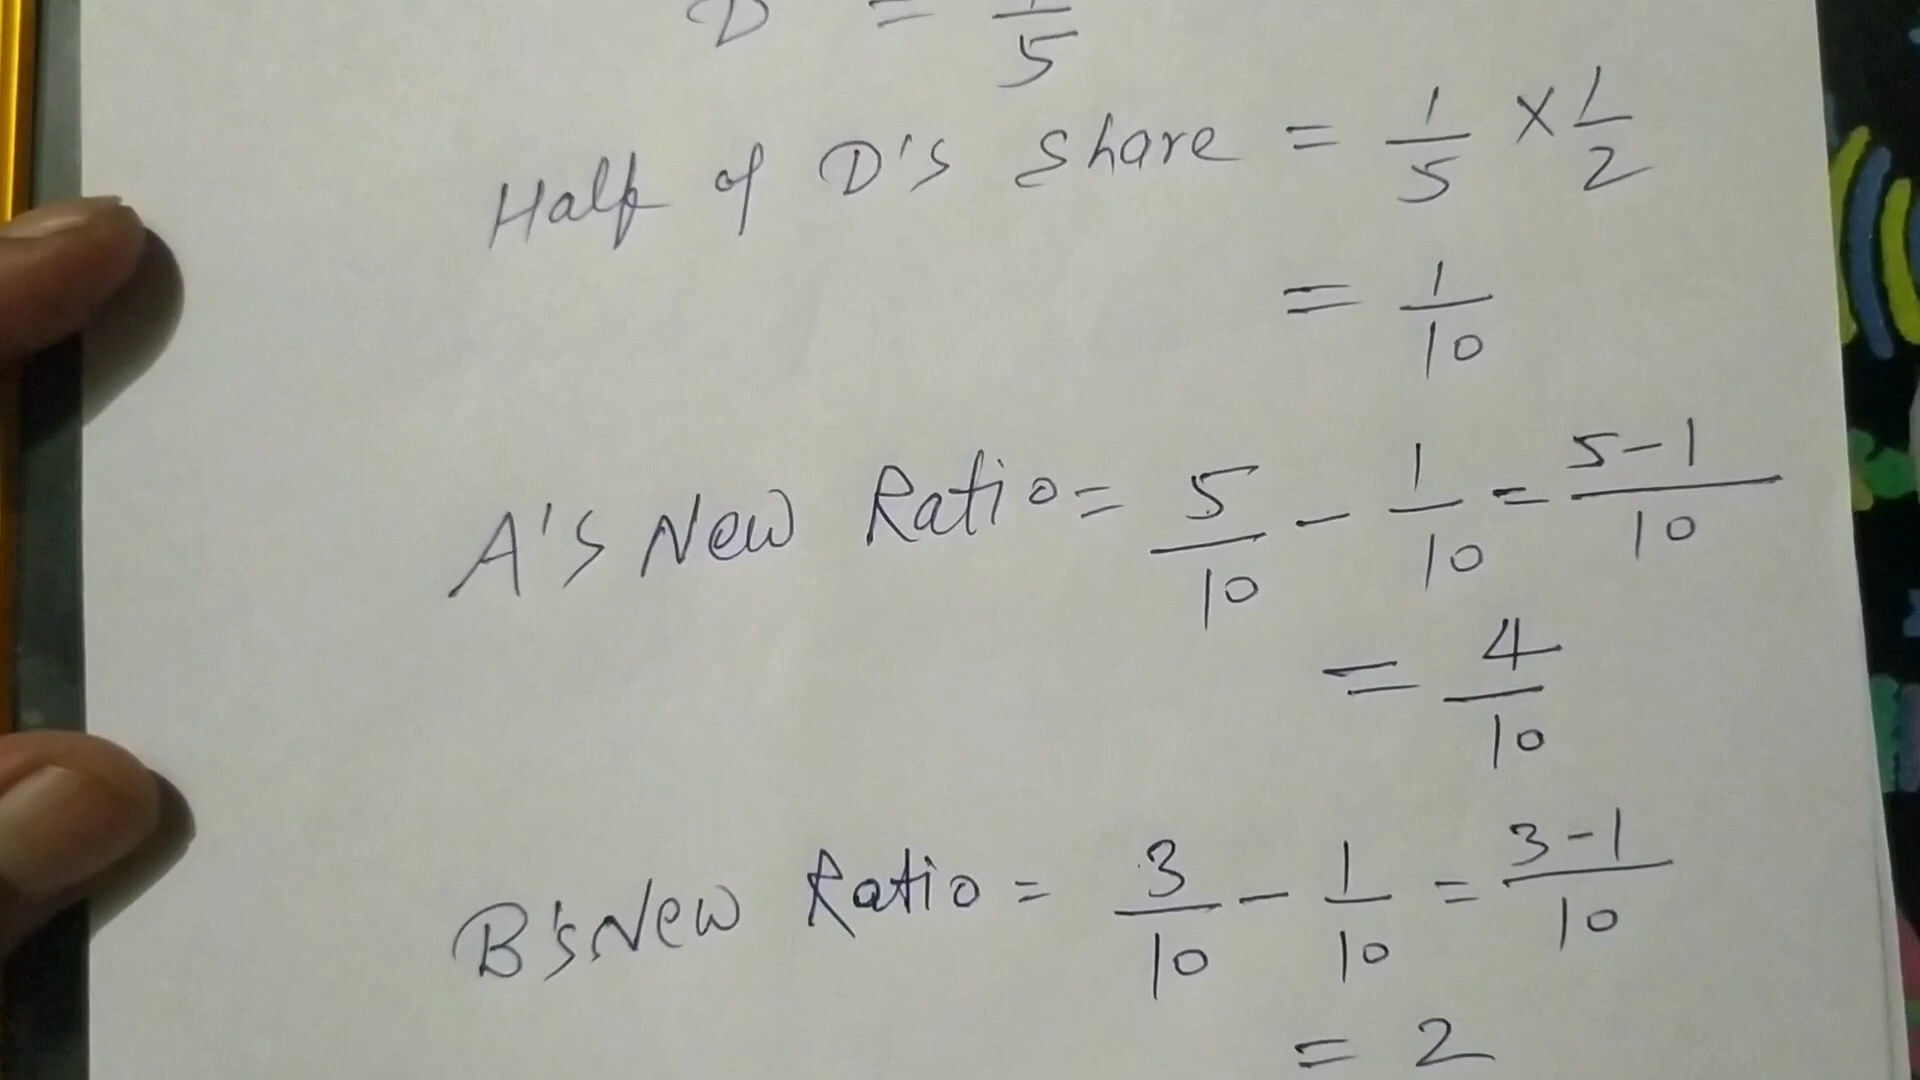 D = 1/5
Half of D's share = 1/5 × 1/2
= 1/10
A's New Ratio = 5/10 - 1/10 = 5-1/10
= 4/10
B's New Ratio = 3/10 - 1/10 = 3-1/10
= 2